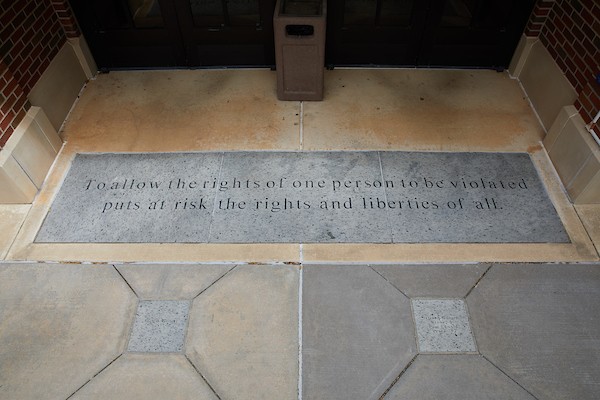 To allow the rights of one person to be violated
puts at risk the rights and liberties of all.